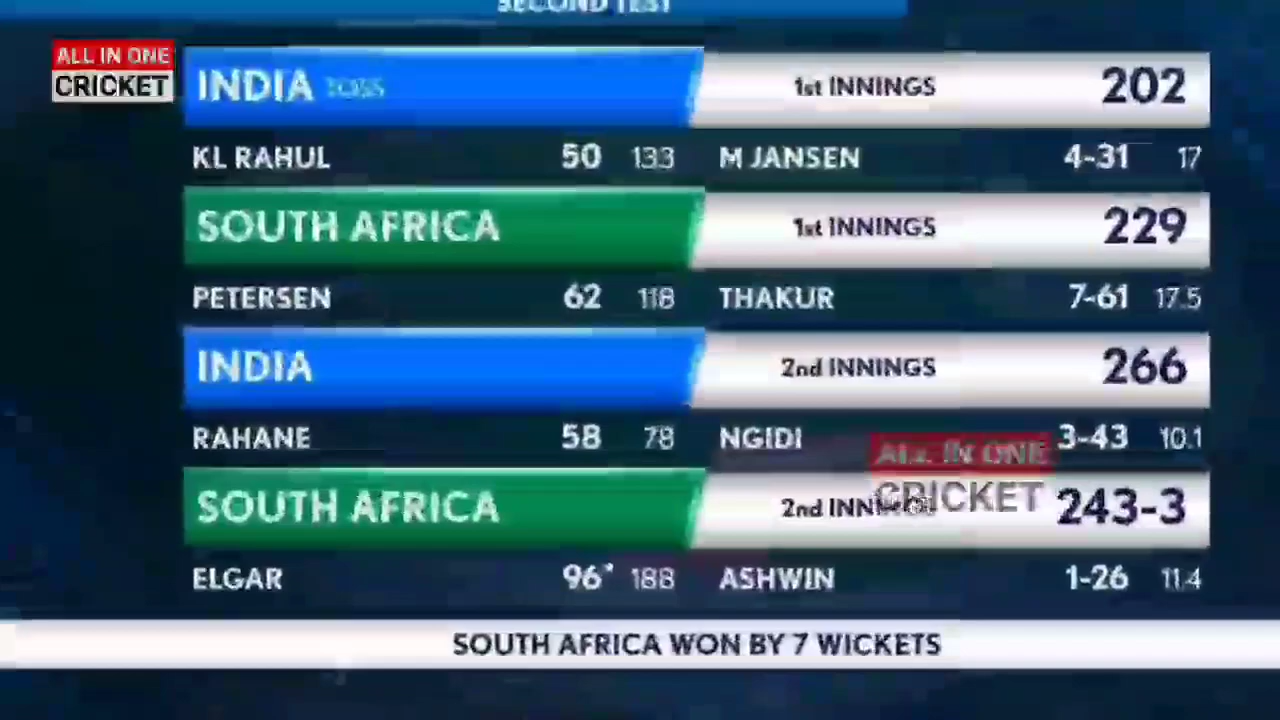 SECOND TEST
ALL IN ONE
CRICKET
INDIA TOSS 1st INNINGS 202
KL RAHUL 50 133 M JANSEN 4-31 17
SOUTH AFRICA 1st INNINGS 229
PETERSEN 62 118 THAKUR 7-61 17.5
INDIA 2nd INNINGS 266
RAHANE 58 78 NGIDI 3-43 10.1
ALL IN ONE
CRICKET
SOUTH AFRICA 2nd INNINGS 243-3
ELGAR 96* 188 ASHWIN 1-26 11.4
SOUTH AFRICA WON BY 7 WICKETS